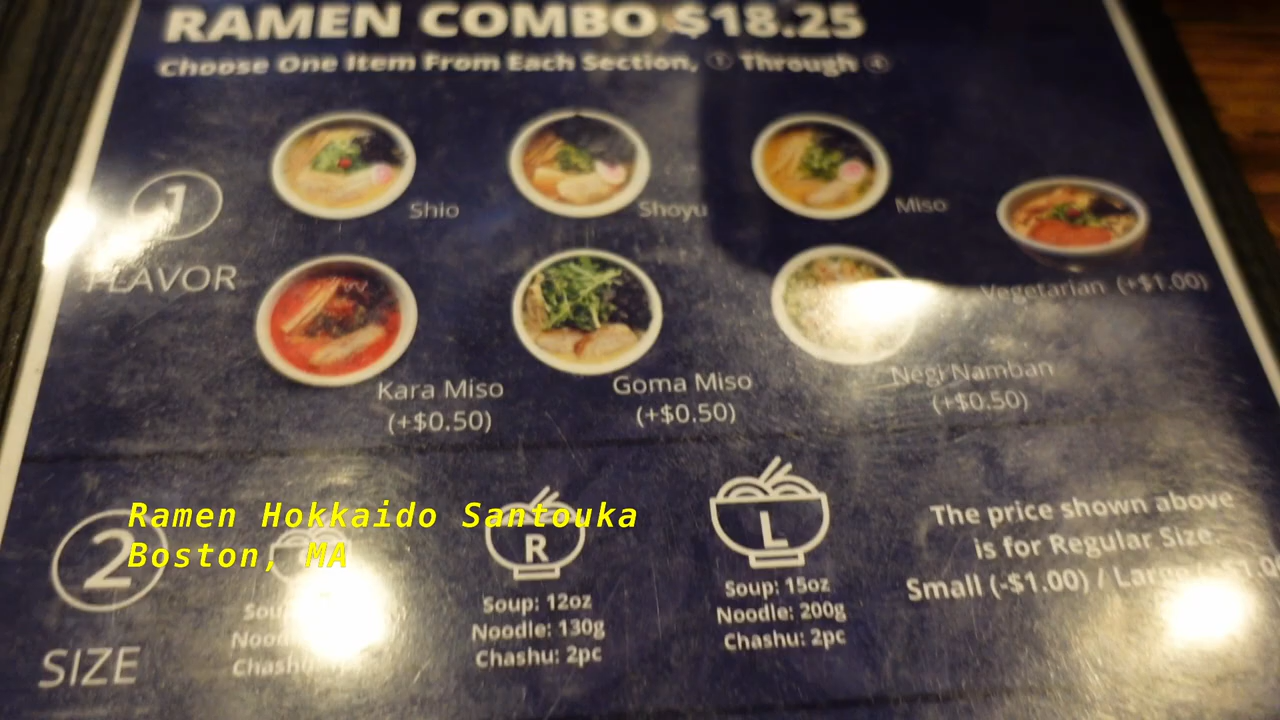 RAMEN COMBO $18.25
Choose One Item From Each Section, 1 Through 4
1
FLAVOR
Shio
Shoyu
Miso
Vegetarian (+$1.00)
Kara Miso
(+$0.50)
Goma Miso
(+$0.50)
Negi Namban
(+$0.50)
2
SIZE
Ramen Hokkaido Santouka
Boston, MA
R
Soup: 12oz
Noodle: 130g
Chashu: 2pc
L
Soup: 15oz
Noodle: 200g
Chashu: 2pc
The price shown above
is for Regular Size.
Small (-$1.00) /